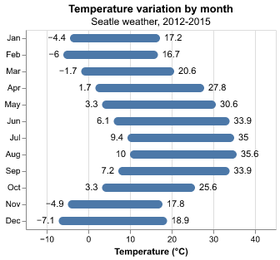 Temperature variation by month
Seatle weather, 2012-2015
Jan −4.4 17.2
Feb −6 16.7
Mar −1.7 20.6
Apr 1.7 27.8
May 3.3 30.6
Jun 6.1 33.9
Jul 9.4 35
Aug 10 35.6
Sep 7.2 33.9
Oct 3.3 25.6
Nov −4.9 17.8
Dec −7.1 18.9
−10 0 10 20 30 40
Temperature (°C)